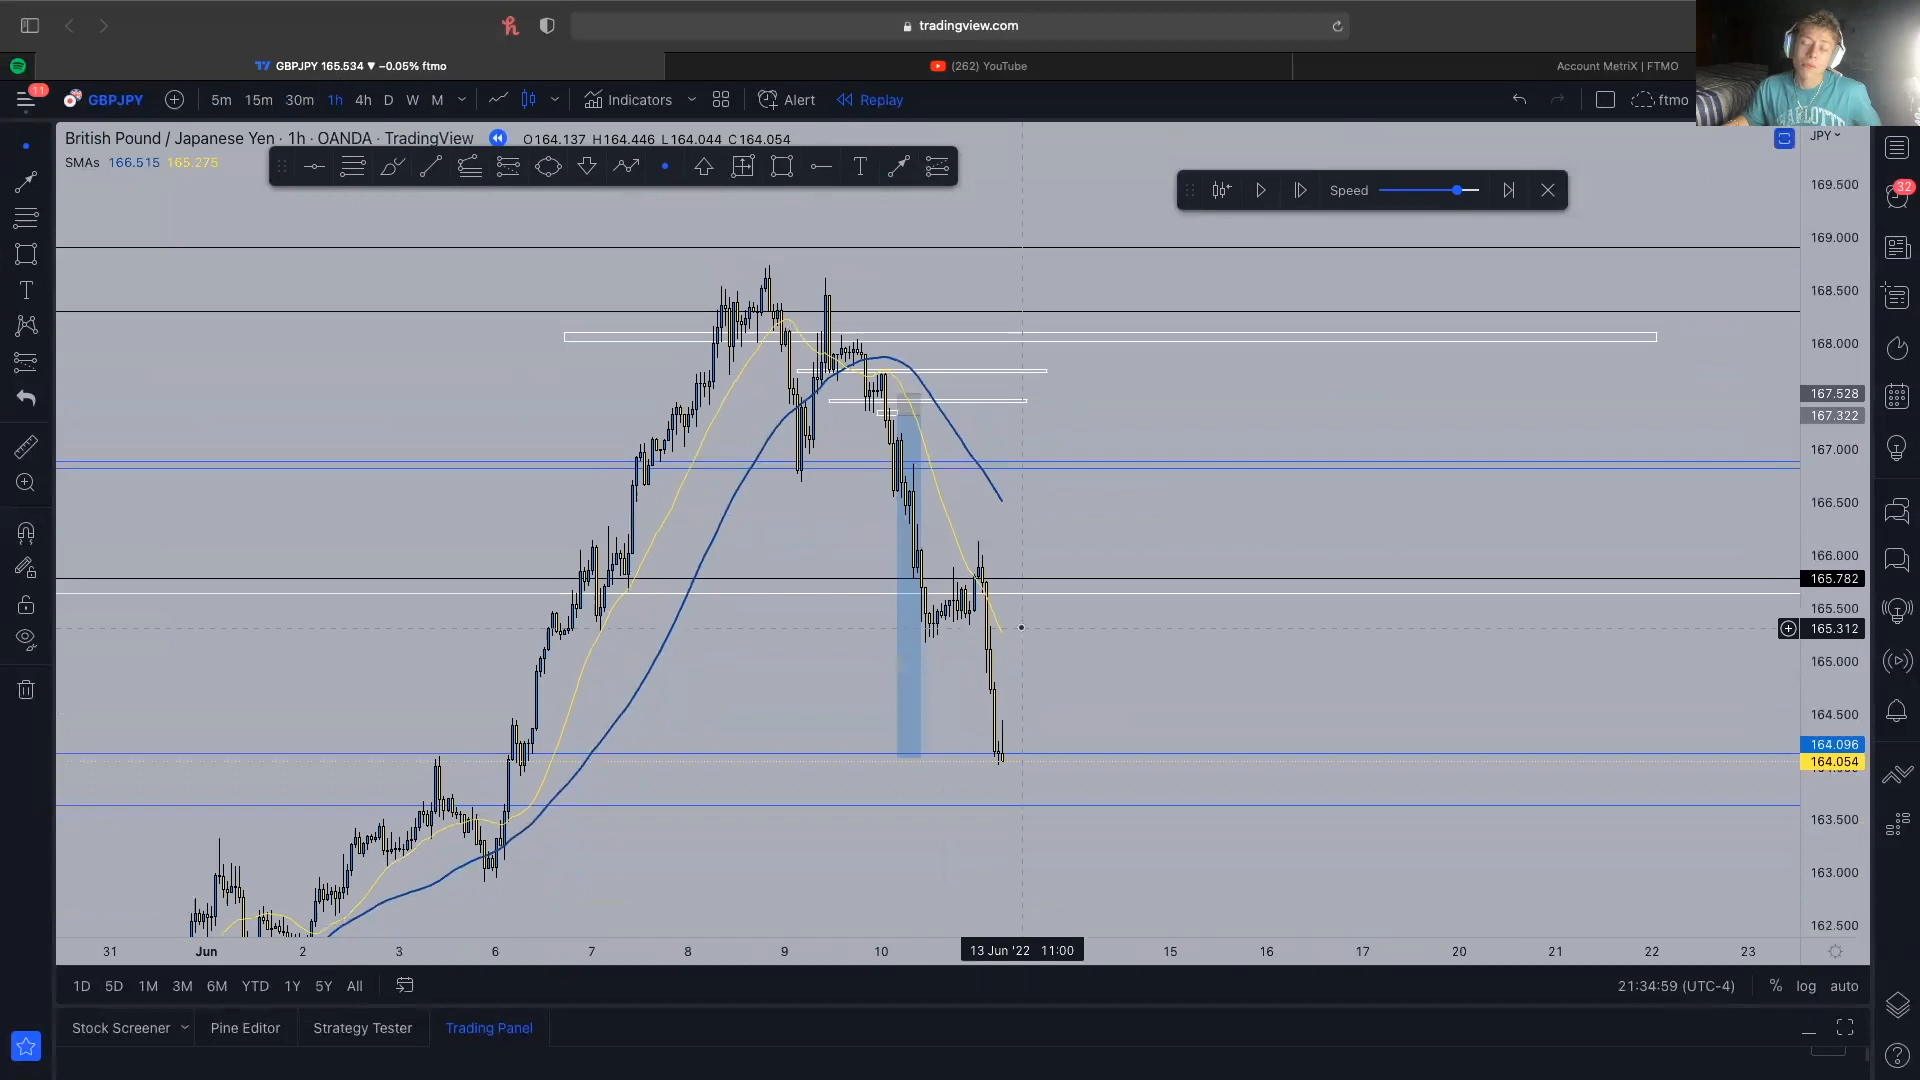 tradingview.com
GBPJPY 165.534 ▼ −0.05% ftmo
(262) YouTube
Account MetriX | FTMO
11
GBPJPY
5m 15m 30m 1h 4h D W M
Indicators
Alert
Replay
ftmo
British Pound / Japanese Yen · 1h · OANDA · TradingView
O164.137 H164.446 L164.044 C164.054
JPY
SMAs 166.515 165.275
Speed
32
169.500
169.000
168.500
168.000
167.528
167.322
167.000
166.500
166.000
165.782
165.500
165.312
165.000
164.500
164.096
164.054
163.500
163.000
162.500
31 Jun 2 3 6 7 8 9 10 13 Jun '22 11:00 15 16 17 20 21 22 23
1D 5D 1M 3M 6M YTD 1Y 5Y All
21:34:59 (UTC-4) % log auto
Stock Screener Pine Editor Strategy Tester Trading Panel